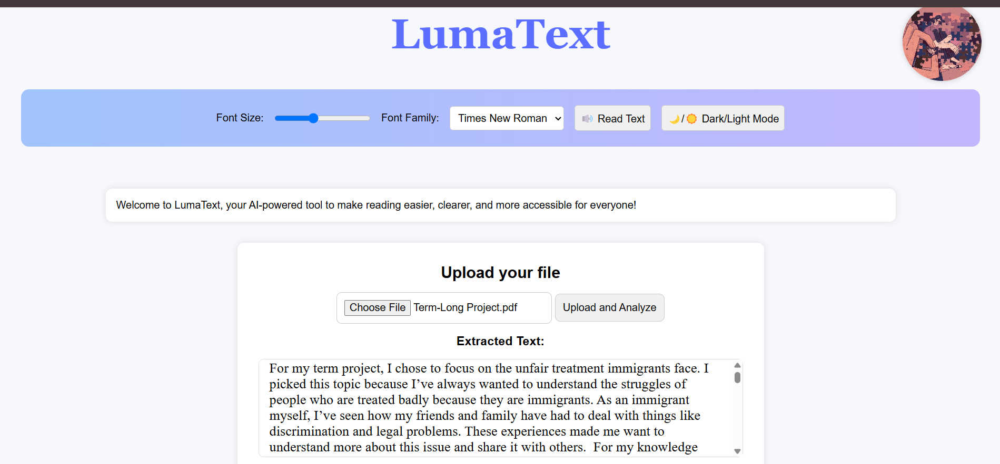 LumaText
Font Size:
Font Family:
Times New Roman
Read Text
/ Dark/Light Mode
Welcome to LumaText, your AI-powered tool to make reading easier, clearer, and more accessible for everyone!
Upload your file
Choose File Term-Long Project.pdf
Upload and Analyze
Extracted Text:
For my term project, I chose to focus on the unfair treatment immigrants face. I
picked this topic because I’ve always wanted to understand the struggles of
people who are treated badly because they are immigrants. As an immigrant
myself, I’ve seen how my friends and family have had to deal with things like
discrimination and legal problems. These experiences made me want to
understand more about this issue and share it with others.  For my knowledge